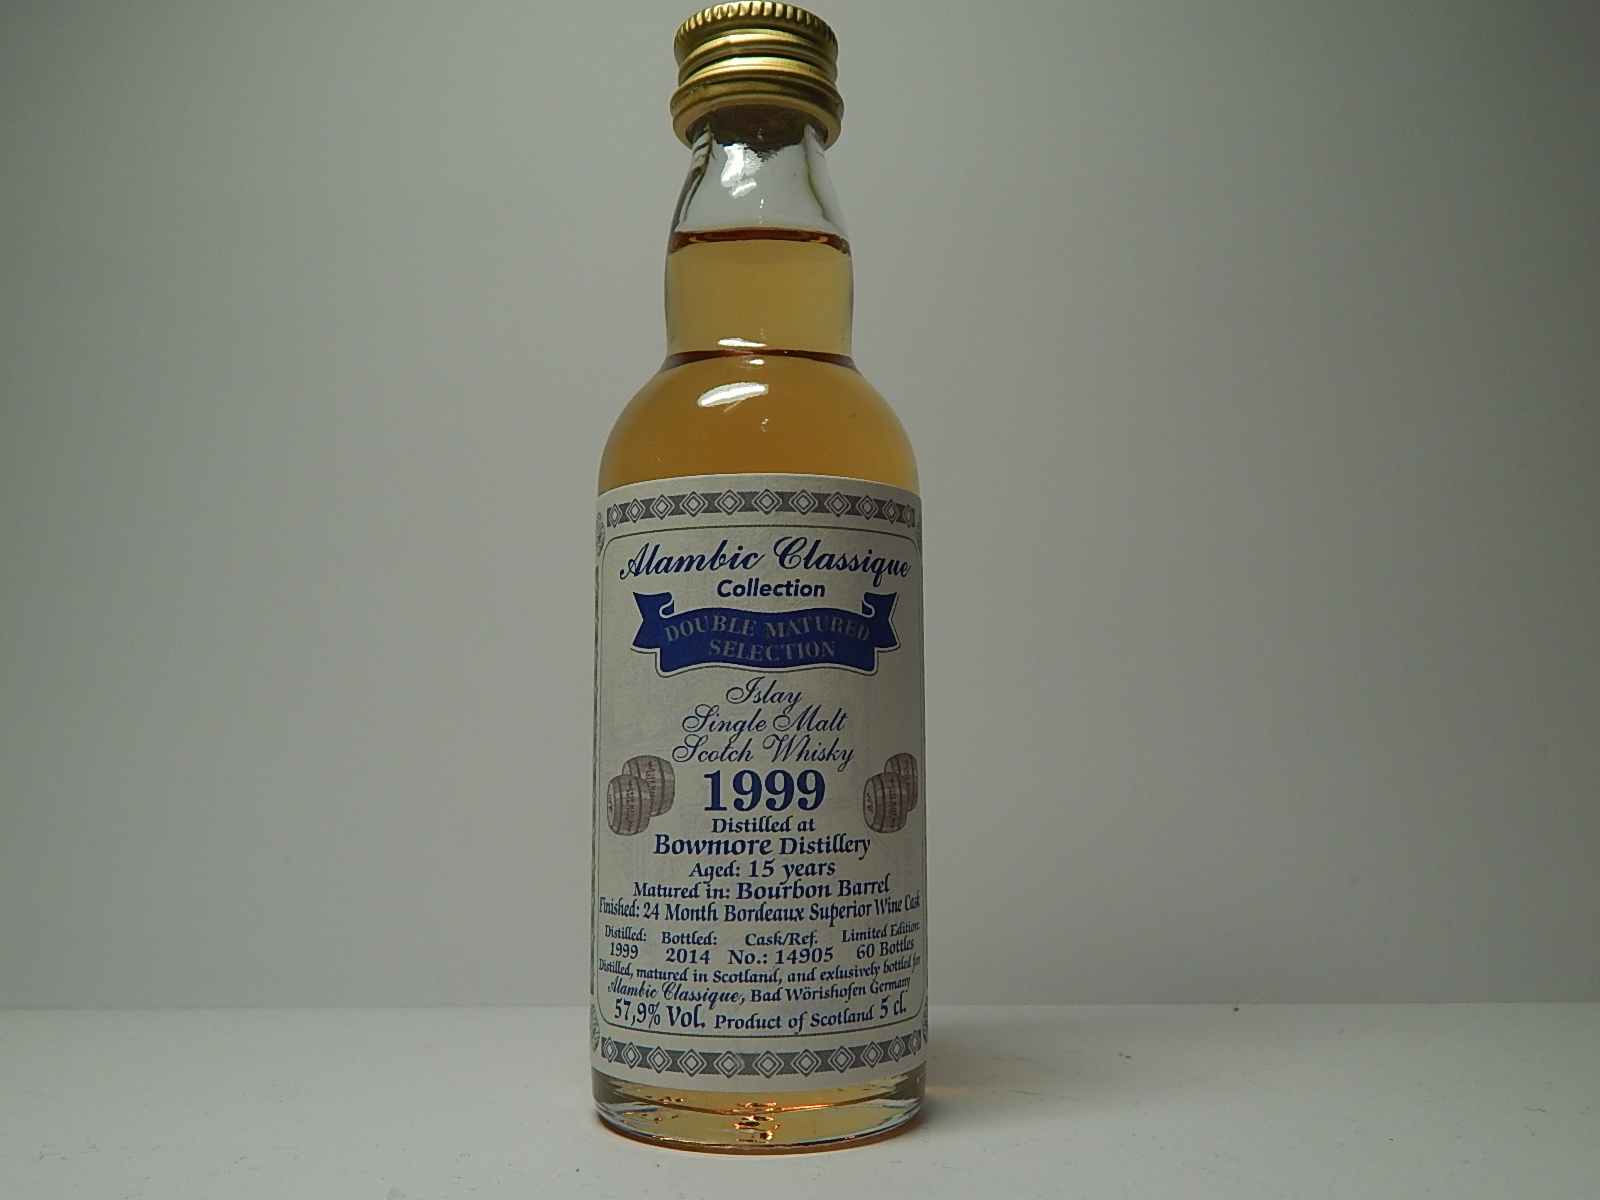 Alambic Classique
Collection
DOUBLE MATURED
SELECTION
Islay
Single Malt
Scotch Whisky
1999
Distilled at
Bowmore Distillery
Aged: 15 years
Matured in: Bourbon Barrel
Finished: 24 Month Bordeaux Superior Wine Cask
Distilled: Bottled: Cask/Ref. Limited Edition:
1999 2014 No.: 14905 60 Bottles
Distilled, matured in Scotland, and exlusively bottled for
Alambic Classique, Bad Wörishofen Germany
57,9% Vol. Product of Scotland 5 cl.